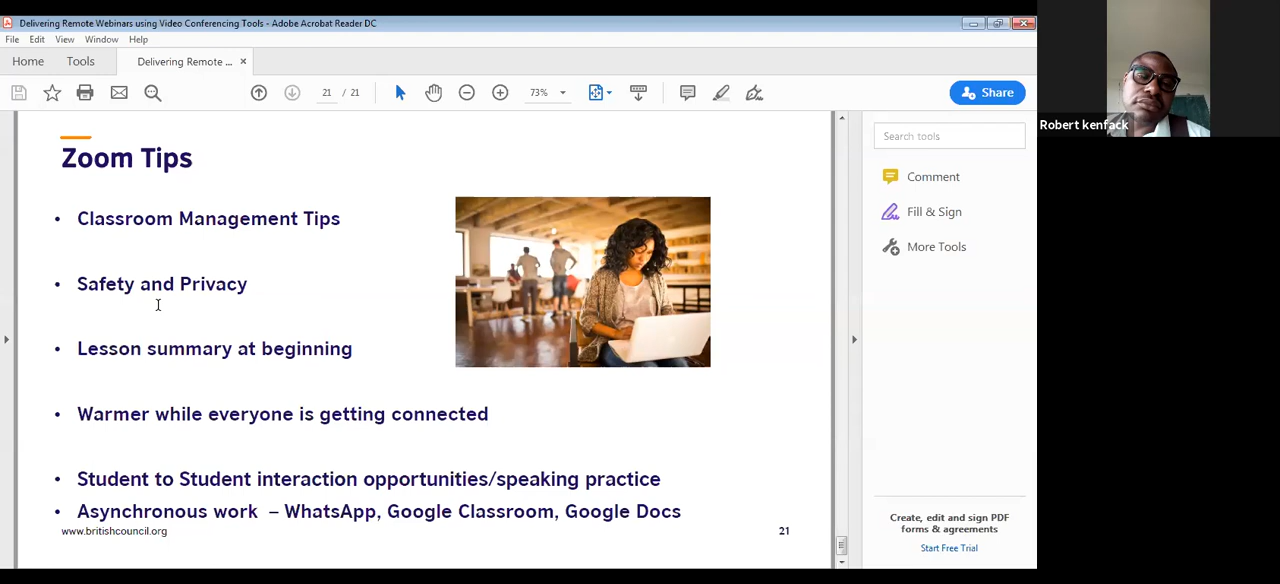 Delivering Remote Webinars using Video Conferencing Tools - Adobe Acrobat Reader DC
File Edit View Window Help
Home Tools Delivering Remote ... ×
21 / 21 73% Share
Robert kenfack
Zoom Tips
• Classroom Management Tips
• Safety and Privacy
• Lesson summary at beginning
• Warmer while everyone is getting connected
• Student to Student interaction opportunities/speaking practice
• Asynchronous work – WhatsApp, Google Classroom, Google Docs
www.britishcouncil.org 21
Search tools
Comment
Fill & Sign
More Tools
Create, edit and sign PDF
forms & agreements
Start Free Trial